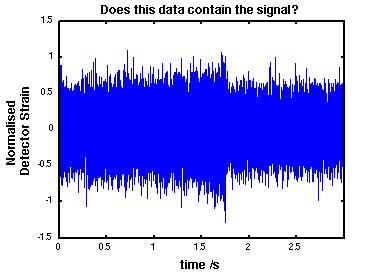 Does this data contain the signal?
1.5
1
0.5
0
-0.5
-1
-1.5
Normalised
Detector Strain
0 0.5 1 1.5 2 2.5
time /s